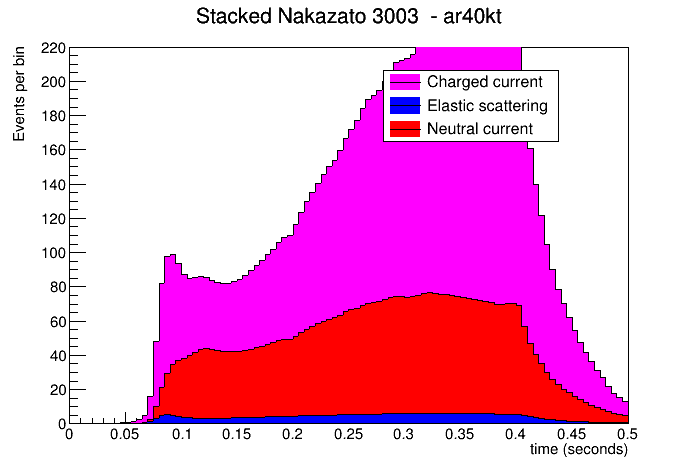 Stacked Nakazato 3003 - ar40kt
Events per bin
220
200
180
160
140
120
100
80
60
40
20
0
Charged current
Elastic scattering
Neutral current
0 0.05 0.1 0.15 0.2 0.25 0.3 0.35 0.4 0.45 0.5
time (seconds)